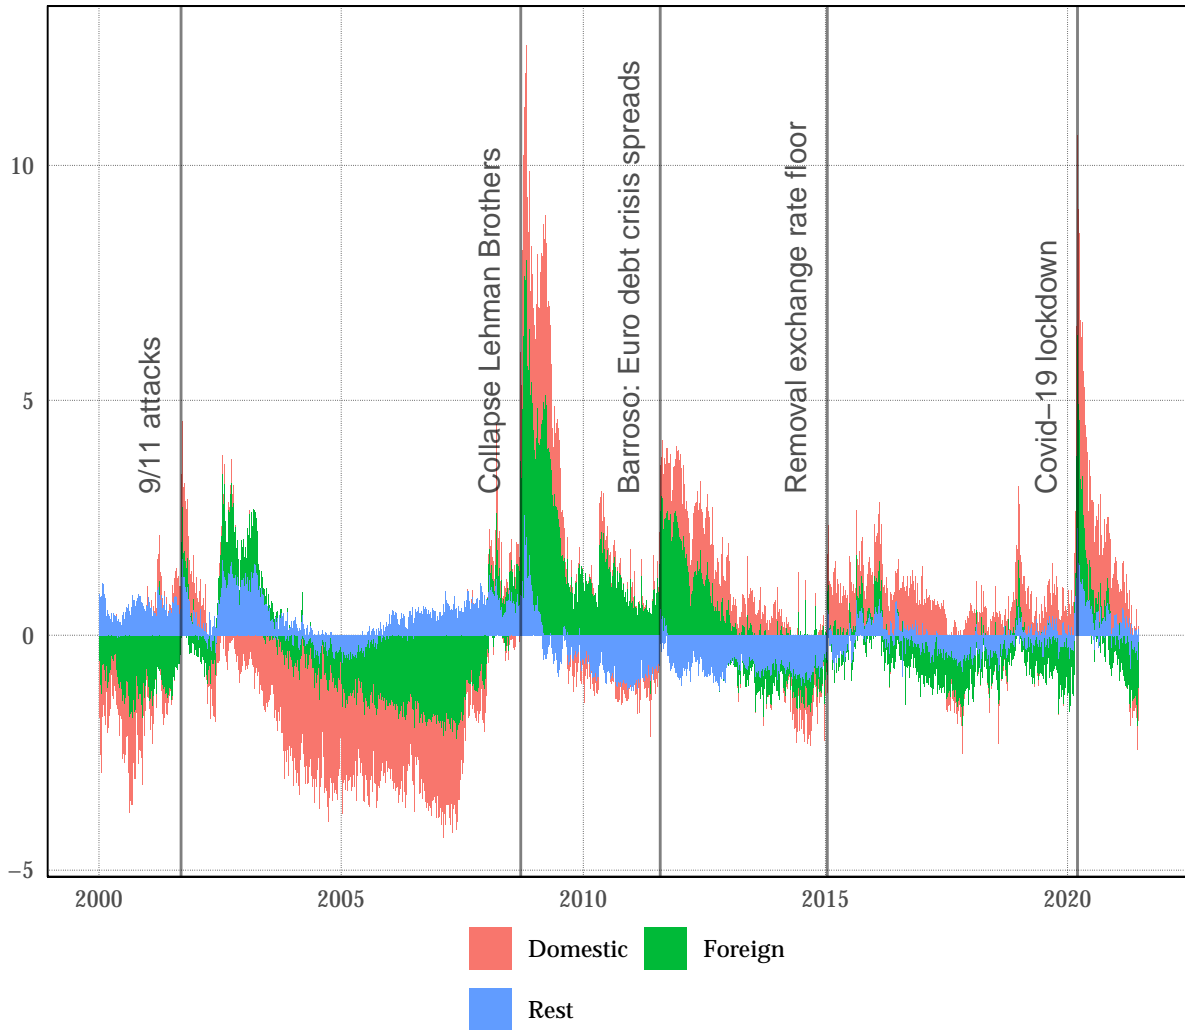 10
5
0
−5
9/11 attacks
Collapse Lehman Brothers
Barroso: Euro debt crisis spreads
Removal exchange rate floor
Covid−19 lockdown
2000 2005 2010 2015 2020
Domestic Foreign
Rest